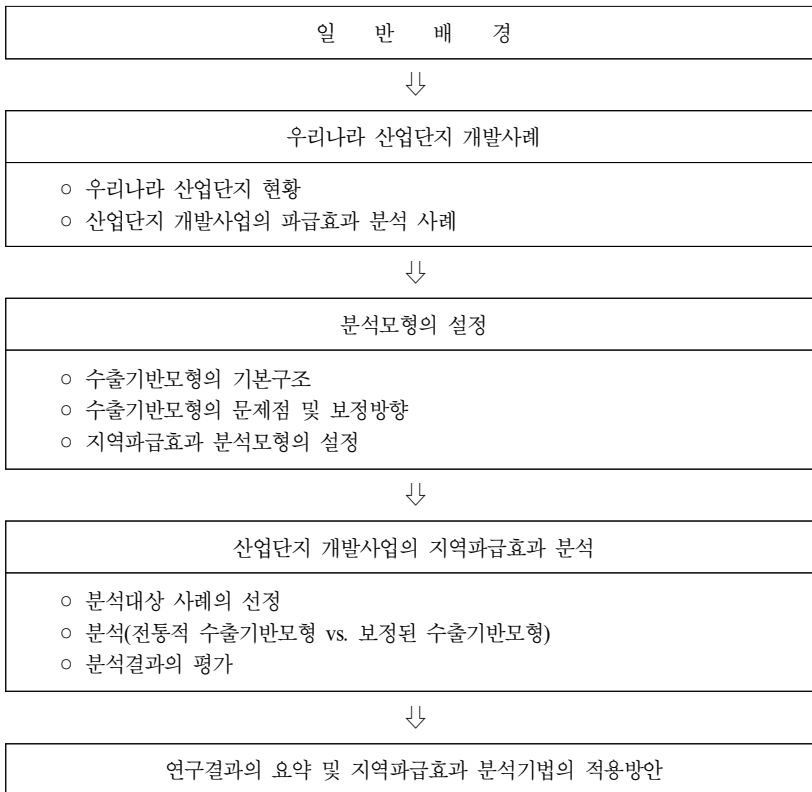 일 반 배 경
⇩
우리나라 산업단지 개발사례
○ 우리나라 산업단지 현황
○ 산업단지 개발사업의 파급효과 분석 사례
⇩
분석모형의 설정
○ 수출기반모형의 기본구조
○ 수출기반모형의 문제점 및 보정방향
○ 지역파급효과 분석모형의 설정
⇩
산업단지 개발사업의 지역파급효과 분석
○ 분석대상 사례의 선정
○ 분석(전통적 수출기반모형 vs. 보정된 수출기반모형)
○ 분석결과의 평가
⇩
연구결과의 요약 및 지역파급효과 분석기법의 적용방안